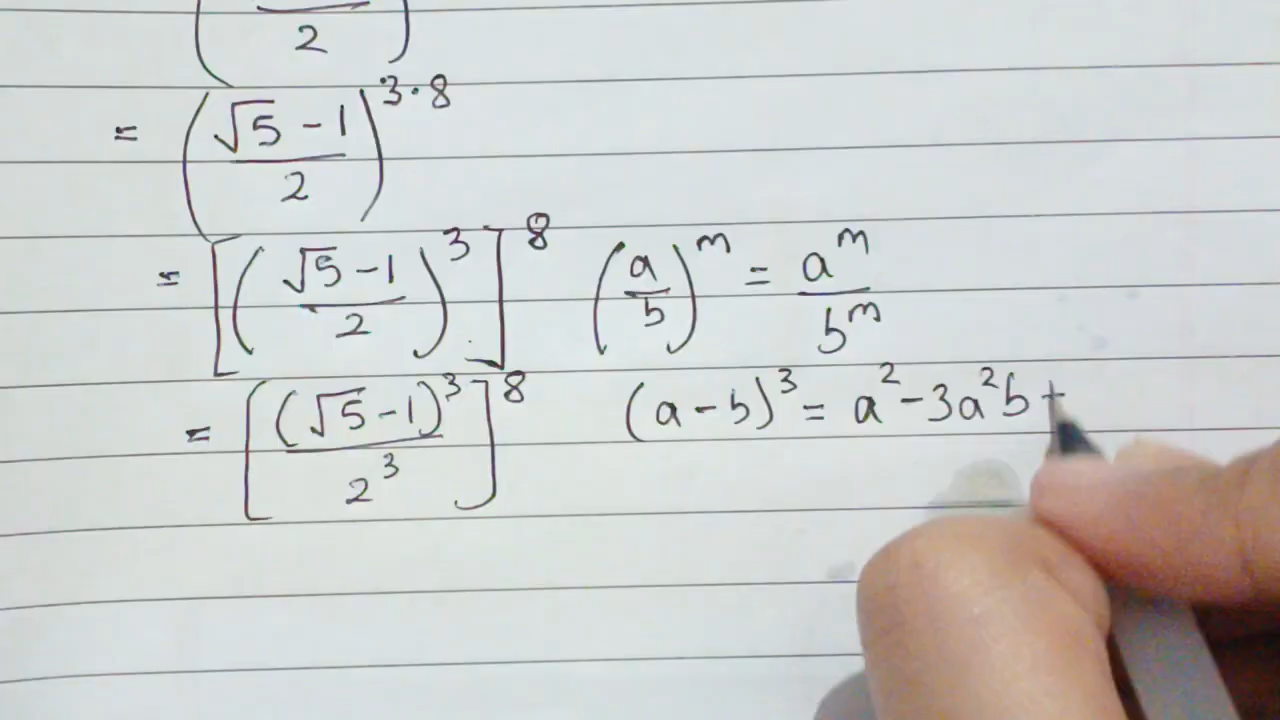 2
= (√5 - 1 / 2)^3·8
= [(√5 - 1 / 2)^3]^8 (a/b)^m = a^m / b^m
= [(√5 - 1)^3 / 2^3]^8 (a - b)^3 = a^2 - 3a^2b +